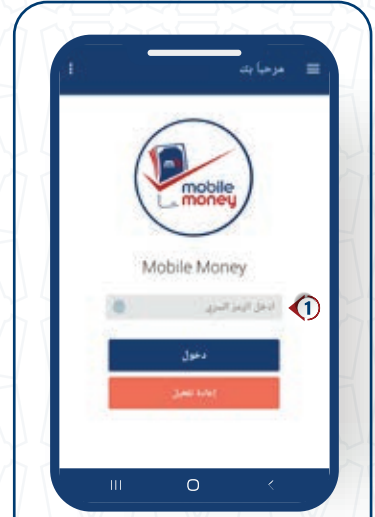 مرحباً بك
mobile
money
Mobile Money
ادخل الرمز السري
1
دخول
إعادة تفعيل